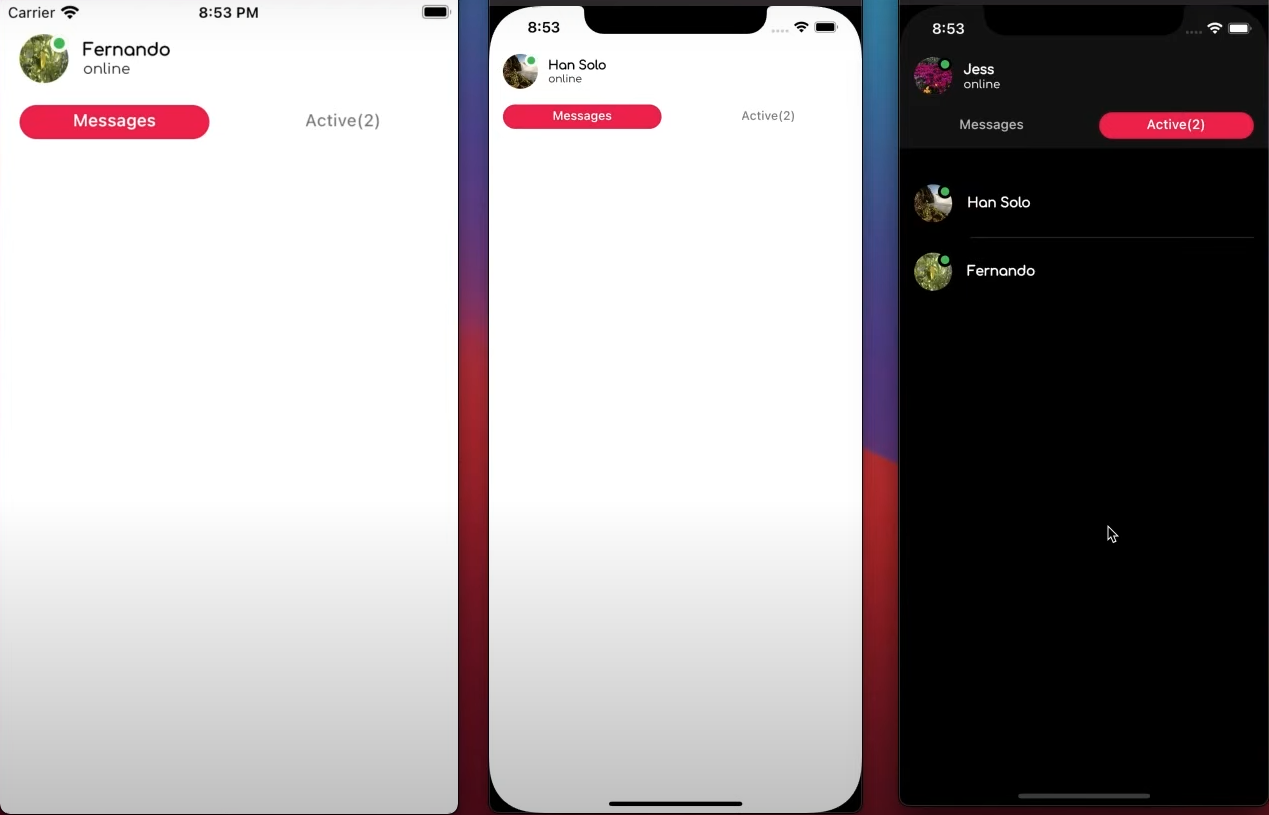 Carrier 8:53 PM
Fernando
online
Messages Active(2)
8:53
Han Solo
online
Messages Active(2)
8:53
Jess
online
Messages Active(2)
Han Solo
Fernando